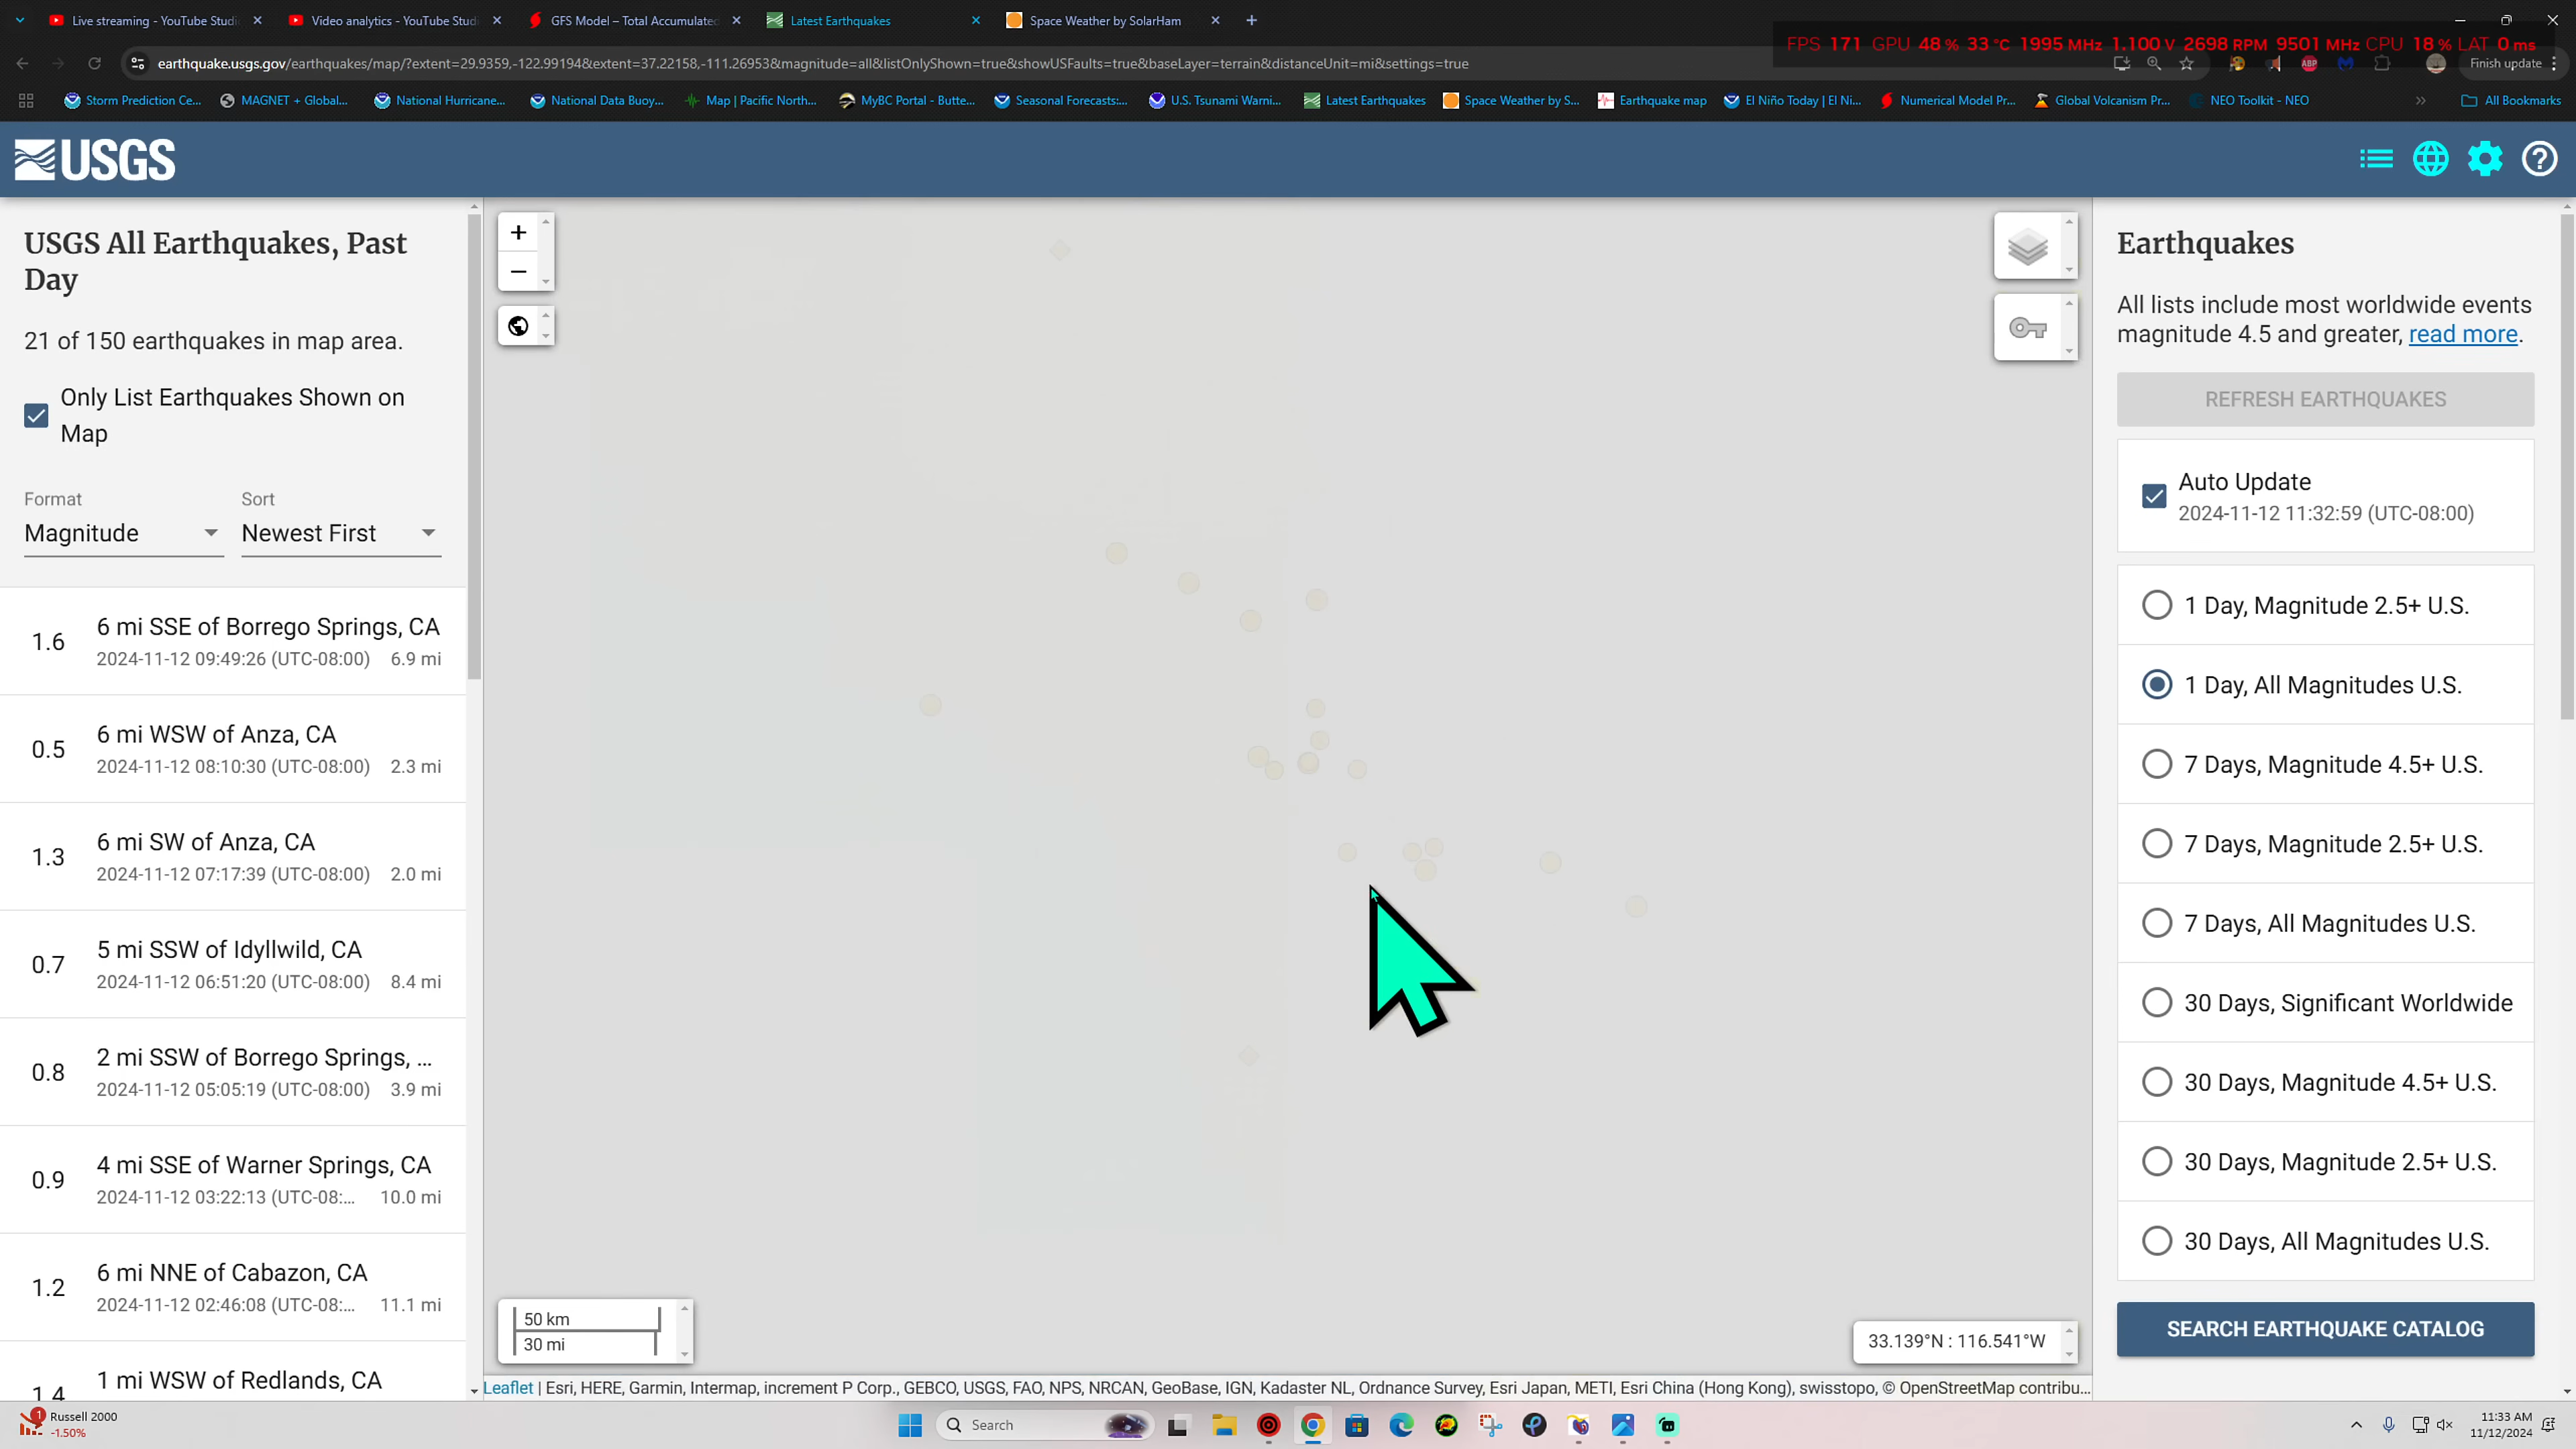 Live streaming - YouTube Studi
Video analytics - YouTube Studi
GFS Model – Total Accumulated
Latest Earthquakes
Space Weather by SolarHam
FPS 171 GPU 48 % 33 °C 1995 MHz 1.100 V 2698 RPM 9501 MHz CPU 18 % LAT 0 ms
earthquake.usgs.gov/earthquakes/map/?extent=29.9359,-122.99194&extent=37.22158,-111.26953&magnitude=all&listOnlyShown=true&showUSFaults=true&baseLayer=terrain&distanceUnit=mi&settings=true
ABP
Finish update
Storm Prediction Ce...
MAGNET + Global...
National Hurricane...
National Data Buoy...
Map | Pacific North...
MyBC Portal - Butte...
Seasonal Forecasts:...
U.S. Tsunami Warni...
Latest Earthquakes
Space Weather by S...
Earthquake map
El Niño Today | El Ni...
Numerical Model Pr...
Global Volcanism Pr...
NEO Toolkit - NEO
»
All Bookmarks
USGS
USGS All Earthquakes, Past
Day
21 of 150 earthquakes in map area.
Only List Earthquakes Shown on
Map
Format
Sort
Magnitude
Newest First
1.6
6 mi SSE of Borrego Springs, CA
2024-11-12 09:49:26 (UTC-08:00) 6.9 mi
0.5
6 mi WSW of Anza, CA
2024-11-12 08:10:30 (UTC-08:00) 2.3 mi
1.3
6 mi SW of Anza, CA
2024-11-12 07:17:39 (UTC-08:00) 2.0 mi
0.7
5 mi SSW of Idyllwild, CA
2024-11-12 06:51:20 (UTC-08:00) 8.4 mi
0.8
2 mi SSW of Borrego Springs, ...
2024-11-12 05:05:19 (UTC-08:00) 3.9 mi
0.9
4 mi SSE of Warner Springs, CA
2024-11-12 03:22:13 (UTC-08:... 10.0 mi
1.2
6 mi NNE of Cabazon, CA
2024-11-12 02:46:08 (UTC-08:... 11.1 mi
1.4
1 mi WSW of Redlands, CA
+
−
50 km
30 mi
33.139°N : 116.541°W
Leaflet | Esri, HERE, Garmin, Intermap, increment P Corp., GEBCO, USGS, FAO, NPS, NRCAN, GeoBase, IGN, Kadaster NL, Ordnance Survey, Esri Japan, METI, Esri China (Hong Kong), swisstopo, © OpenStreetMap contribu...
Earthquakes
All lists include most worldwide events
magnitude 4.5 and greater, read more.
REFRESH EARTHQUAKES
Auto Update
2024-11-12 11:32:59 (UTC-08:00)
1 Day, Magnitude 2.5+ U.S.
1 Day, All Magnitudes U.S.
7 Days, Magnitude 4.5+ U.S.
7 Days, Magnitude 2.5+ U.S.
7 Days, All Magnitudes U.S.
30 Days, Significant Worldwide
30 Days, Magnitude 4.5+ U.S.
30 Days, Magnitude 2.5+ U.S.
30 Days, All Magnitudes U.S.
SEARCH EARTHQUAKE CATALOG
1
Russell 2000
-1.50%
Search
11:33 AM
11/12/2024